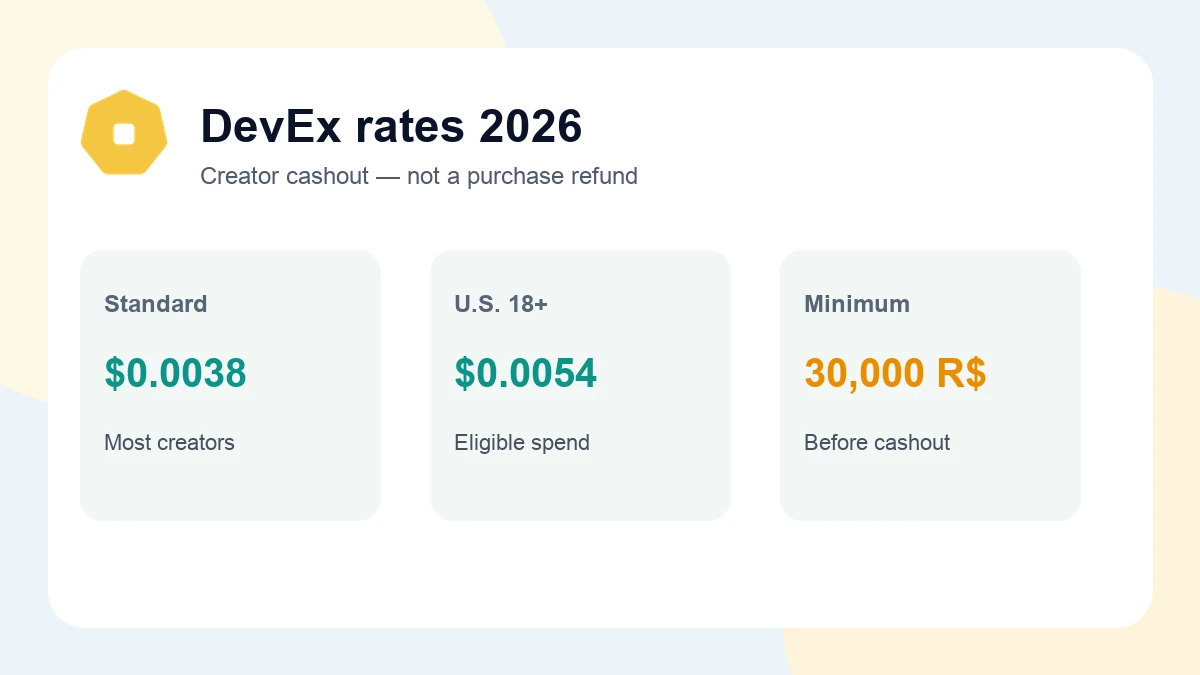 DevEx rates 2026
Creator cashout — not a purchase refund
Standard
$0.0038
Most creators
U.S. 18+
$0.0054
Eligible spend
Minimum
30,000 R$
Before cashout